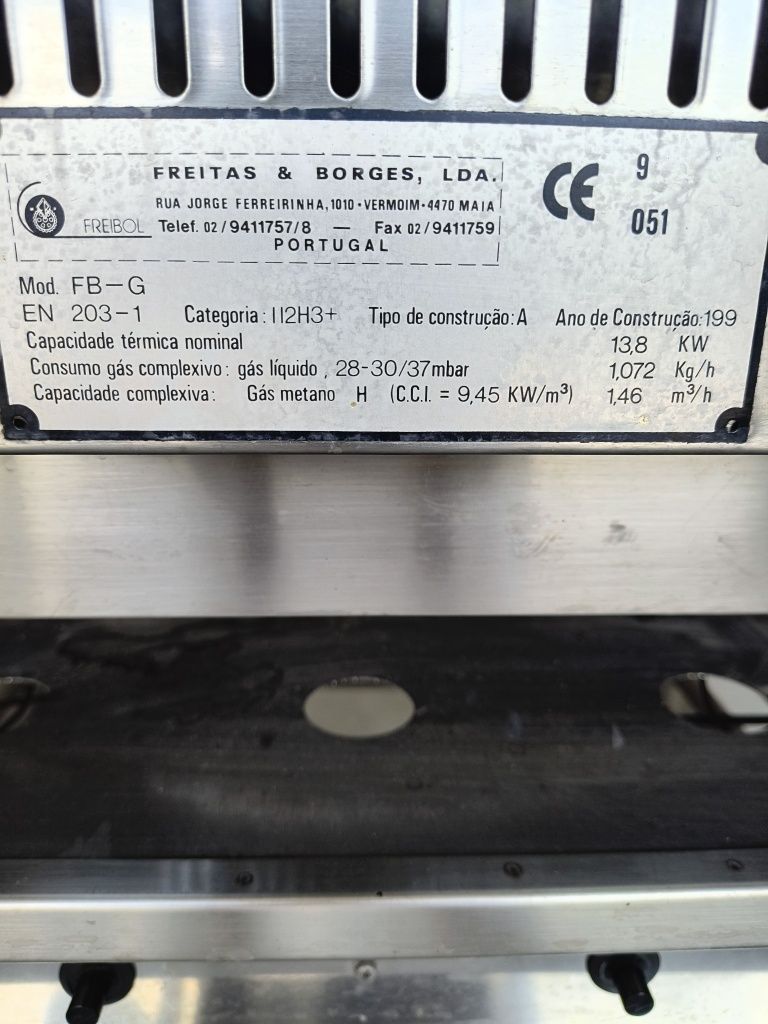 FREITAS & BORGES, LDA.
RUA JORGE FERREIRINHA, 1010 • VERMOIM • 4470 MAIA
FREIBOL Telef. 02/9411757/8 — Fax 02/9411759
PORTUGAL
CE 9
051
Mod. FB-G
EN 203-1 Categoria: II2H3+ Tipo de construção: A Ano de Construção: 199
Capacidade térmica nominal 13,8 KW
Consumo gás complexivo: gás líquido, 28-30/37mbar 1,072 Kg/h
Capacidade complexiva: Gás metano H (C.C.I. = 9,45 KW/m³) 1,46 m³/h